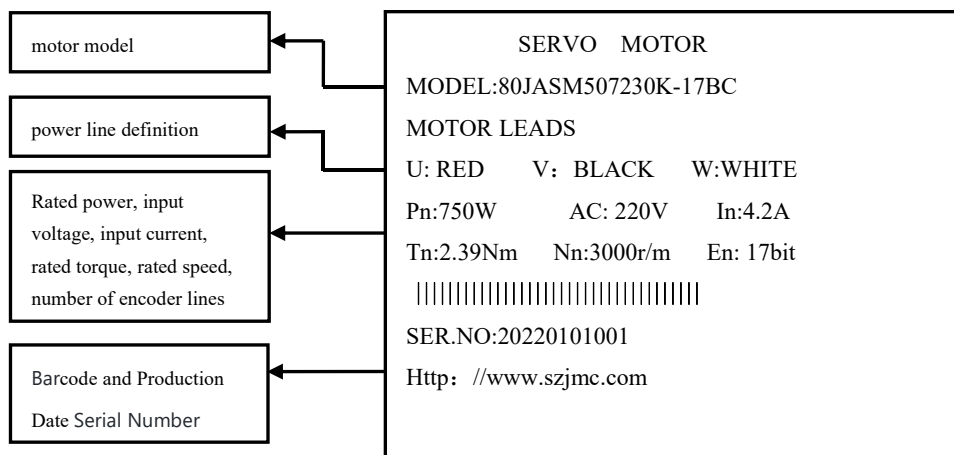 motor model
power line definition
Rated power, input
voltage, input current,
rated torque, rated speed,
number of encoder lines
Barcode and Production
Date Serial Number
SERVO MOTOR
MODEL:80JASM507230K-17BC
MOTOR LEADS
U: RED V：BLACK W:WHITE
Pn:750W AC: 220V In:4.2A
Tn:2.39Nm Nn:3000r/m En: 17bit
SER.NO:20220101001
Http：//www.szjmc.com